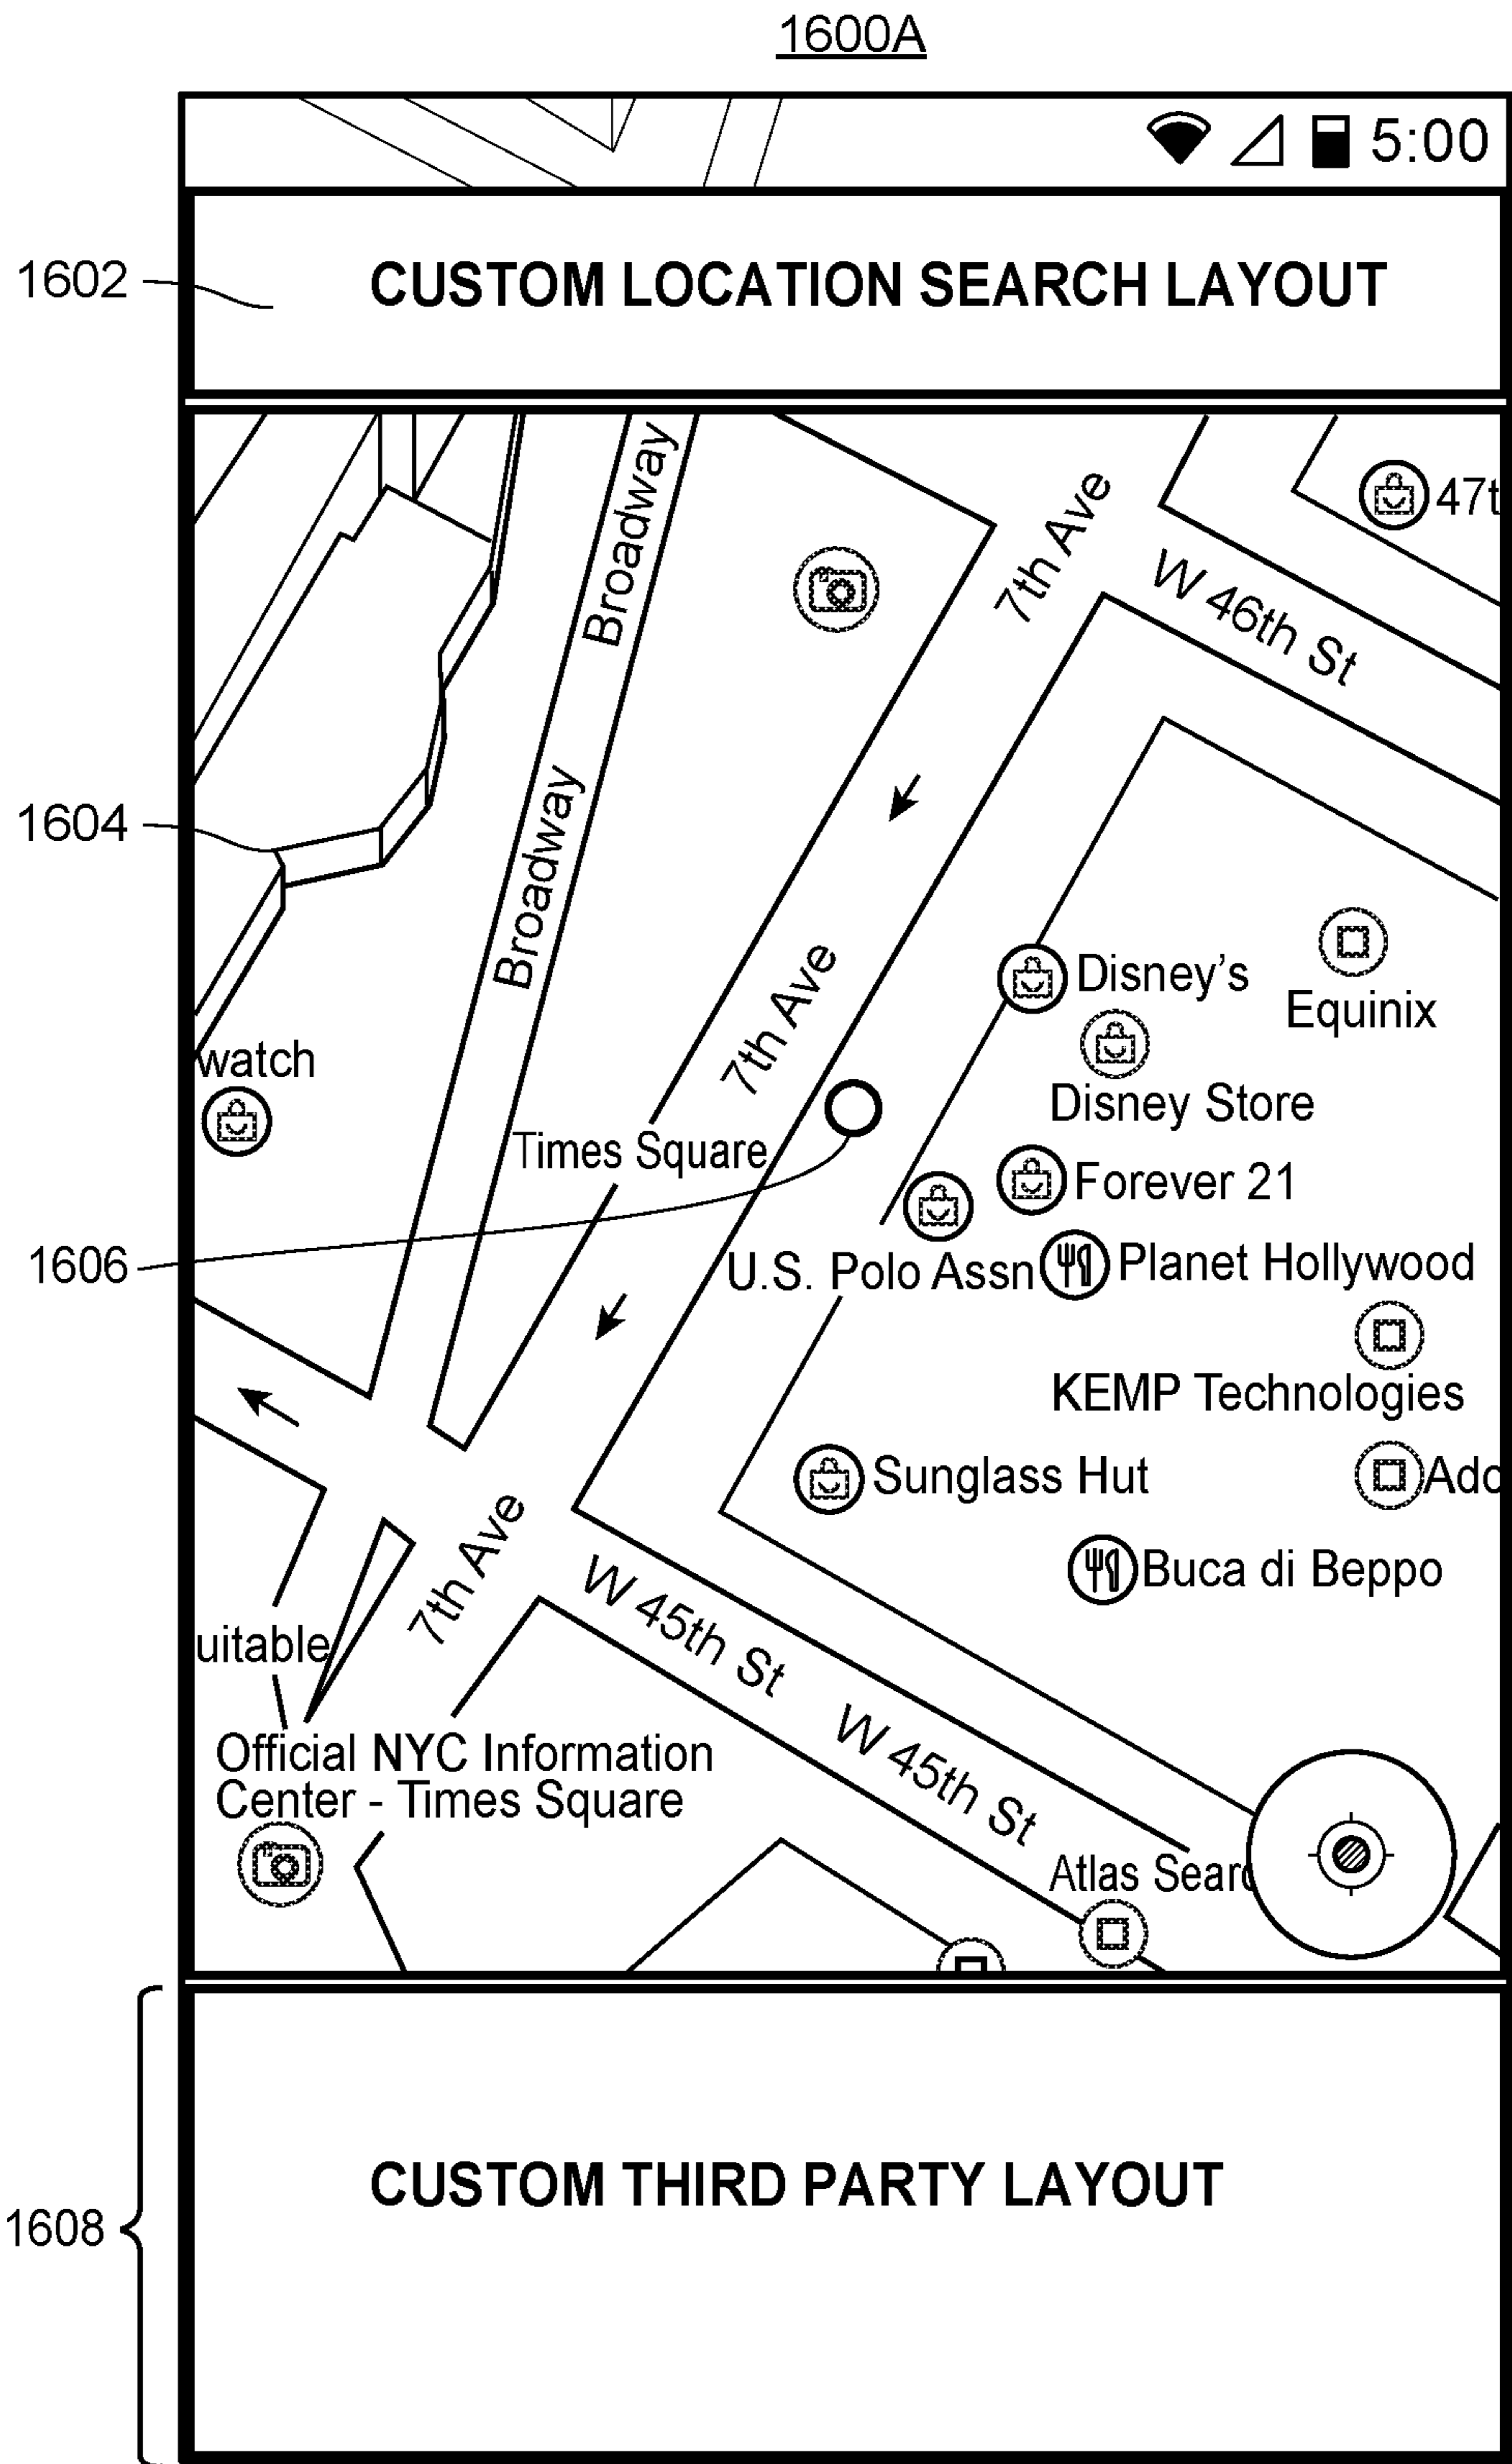 1600A
5:00
1602
CUSTOM LOCATION SEARCH LAYOUT
Broadway
7th Ave
47t
W 46th St
1604
Broadway
7th Ave
Disney's
Equinix
watch
Disney Store
Times Square
Forever 21
1606
U.S. Polo Assn
Planet Hollywood
KEMP Technologies
Sunglass Hut
Adc
7th Ave
Buca di Beppo
W 45th St
uitable
W 45th St
Official NYC Information
Center - Times Square
Atlas Searc
1608
CUSTOM THIRD PARTY LAYOUT